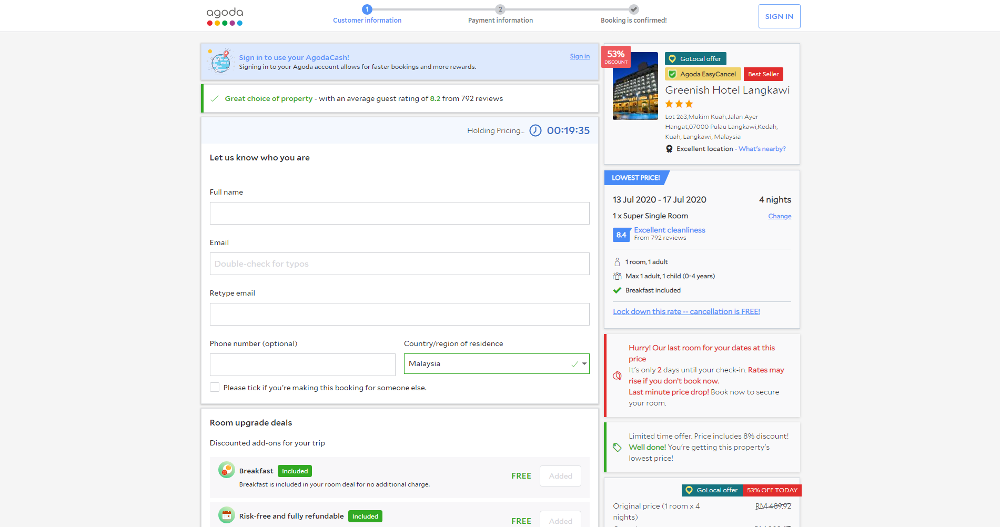 agoda
1
2
Customer information
Payment information
Booking is confirmed!
SIGN IN
Sign in to use your AgodaCash!
Sign in
Signing in to your Agoda account allows for faster bookings and more rewards.
Great choice of property - with an average guest rating of 8.2 from 792 reviews
Holding Pricing... 00:19:35
Let us know who you are
Full name
Email
Double-check for typos
Retype email
Phone number (optional)
Country/region of residence
Malaysia
Please tick if you're making this booking for someone else.
Room upgrade deals
Discounted add-ons for your trip
Breakfast Included
Breakfast is included in your room deal for no additional charge.
FREE Added
Risk-free and fully refundable Included
FREE Added
53%
DISCOUNT
GoLocal offer
Agoda EasyCancel Best Seller
Greenish Hotel Langkawi
Lot 263,Mukim Kuah,Jalan Ayer
Hangat,07000 Pulau Langkawi,Kedah,
Kuah, Langkawi, Malaysia
Excellent location - What's nearby?
LOWEST PRICE!
13 Jul 2020 - 17 Jul 2020 4 nights
1 x Super Single Room Change
8.4 Excellent cleanliness
From 792 reviews
1 room, 1 adult
Max 1 adult, 1 child (0-4 years)
Breakfast included
Lock down this rate -- cancellation is FREE!
Hurry! Our last room for your dates at this
price
It's only 2 days until your check-in. Rates may
rise if you don't book now.
Last minute price drop! Book now to secure
your room.
Limited time offer. Price includes 8% discount!
Well done! You're getting this property's
lowest price!
GoLocal offer 53% OFF TODAY
Original price (1 room x 4 RM 489.92
nights)